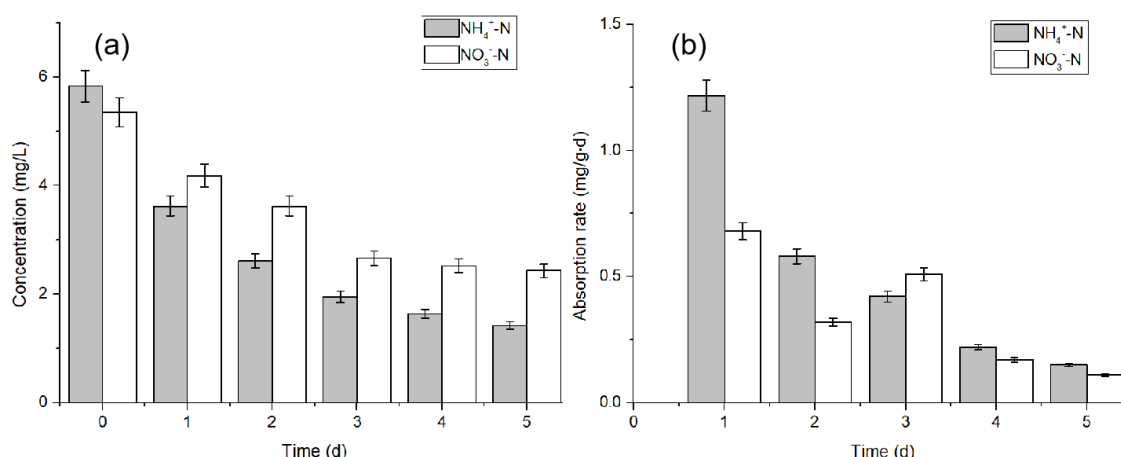 (a)
NH₄⁺-N
NO₃⁻-N
6
4
2
0
Concentration (mg/L)
0 1 2 3 4 5
Time (d)
(b)
NH₄⁺-N
NO₃⁻-N
1.5
1.0
0.5
0.0
Absorption rate (mg/g·d)
0 1 2 3 4 5
Time (d)